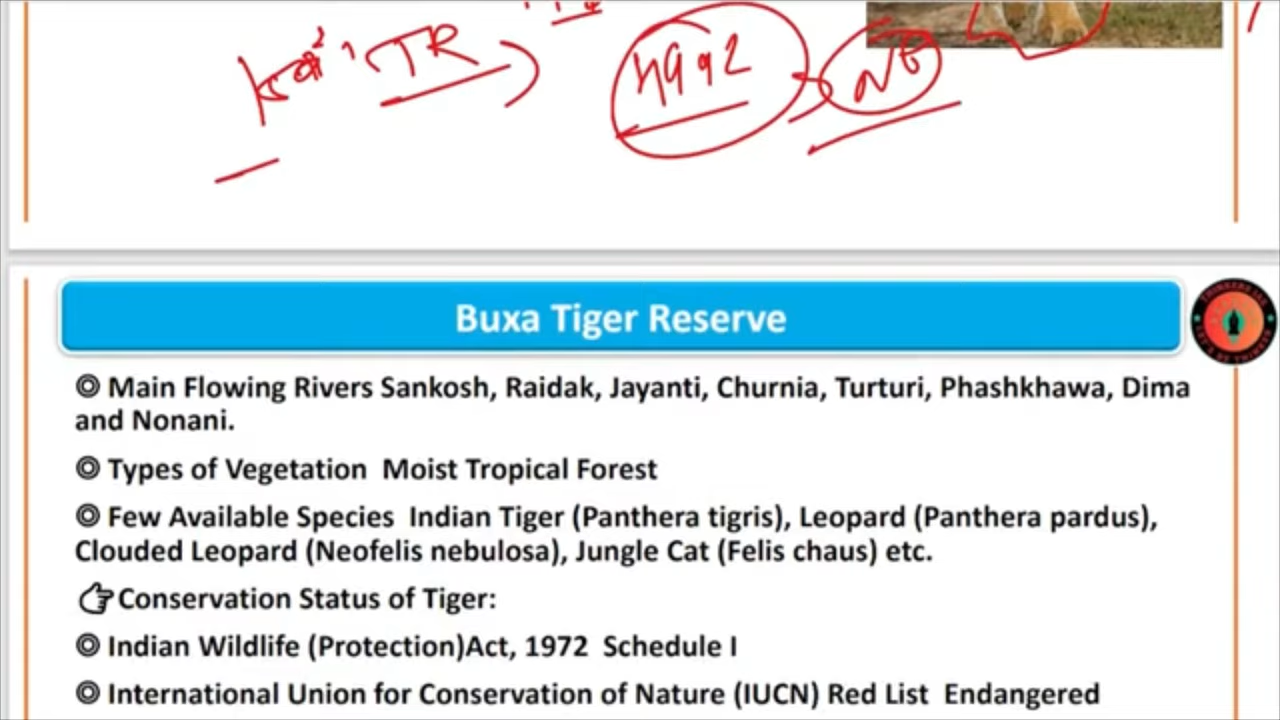 TR
Buxa Tiger Reserve
◎ Main Flowing Rivers Sankosh, Raidak, Jayanti, Churnia, Turturi, Phashkhawa, Dima
and Nonani.
◎ Types of Vegetation Moist Tropical Forest
◎ Few Available Species Indian Tiger (Panthera tigris), Leopard (Panthera pardus),
Clouded Leopard (Neofelis nebulosa), Jungle Cat (Felis chaus) etc.
Conservation Status of Tiger:
◎ Indian Wildlife (Protection)Act, 1972 Schedule I
◎ International Union for Conservation of Nature (IUCN) Red List Endangered